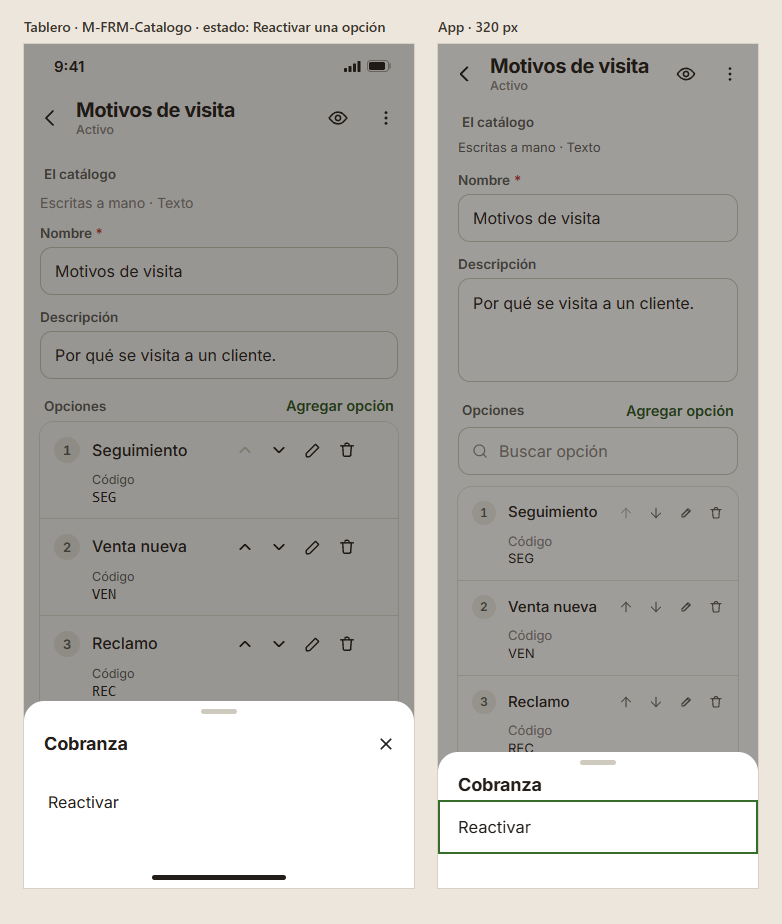 Tablero · M-FRM-Catalogo · estado: Reactivar una opción
9:41
Motivos de visita
Activo
El catálogo
Escritas a mano · Texto
Nombre *
Motivos de visita
Descripción
Por qué se visita a un cliente.
Opciones
Agregar opción
1
Seguimiento
Código
SEG
2
Venta nueva
Código
VEN
3
Reclamo
Código
REC
Cobranza
Reactivar
App · 320 px
Motivos de visita
Activo
El catálogo
Escritas a mano · Texto
Nombre *
Motivos de visita
Descripción
Por qué se visita a un cliente.
Opciones
Agregar opción
Buscar opción
1
Seguimiento
Código
SEG
2
Venta nueva
Código
VEN
3
Reclamo
Código
REC
Cobranza
Reactivar